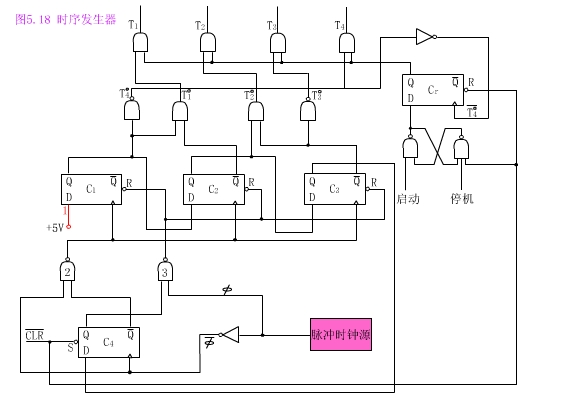 图5.18 时序发生器
T1 T2 T3 T4
T4° T1° T2° T3°
Q Q̅ R
Cr
D
T4°
Q Q̅ R
C1
D
Q Q̅ R
C2
D
Q Q̅ R
C3
D
1
+5V
启动 停机
2 3
ϕ
C̅L̅R̅
S
Q Q̅
C4
D
ϕ̅
脉冲时钟源